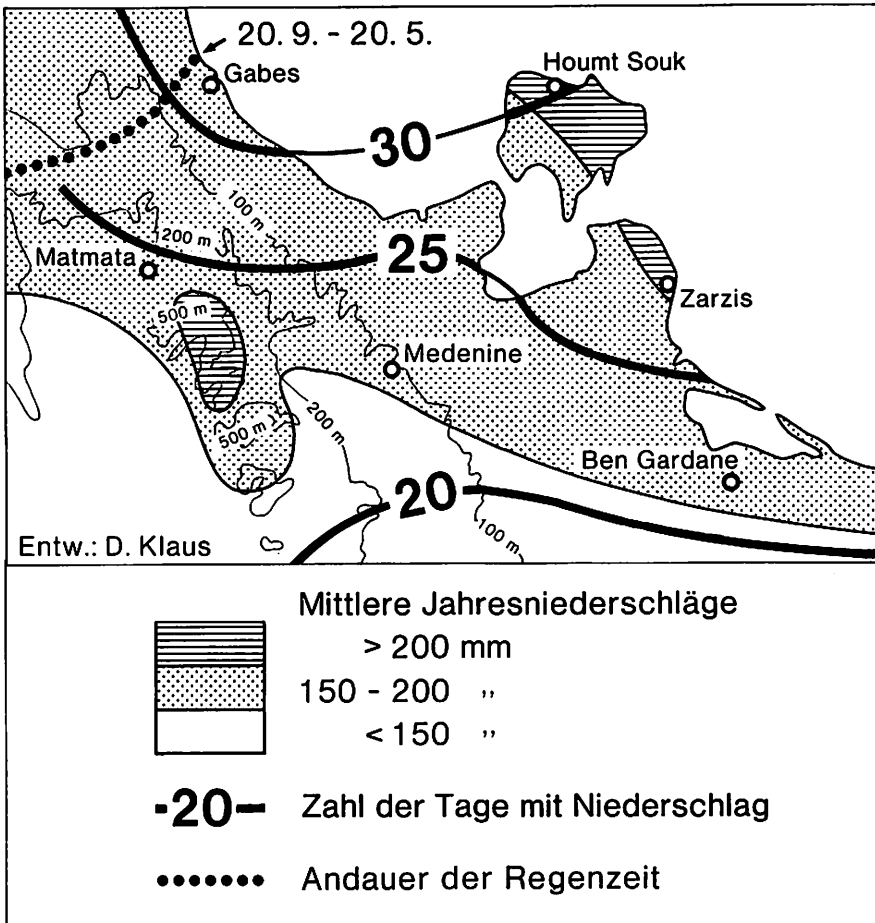 20. 9. - 20. 5.
Gabes
Houmt Souk
30
100 m
200 m
25
Matmata
Zarzis
500 m
Medenine
200 m
500 m
Ben Gardane
20
100 m
Entw.: D. Klaus
Mittlere Jahresniederschläge
> 200 mm
150 - 200 ,,
< 150 ,,
-20- Zahl der Tage mit Niederschlag
Andauer der Regenzeit